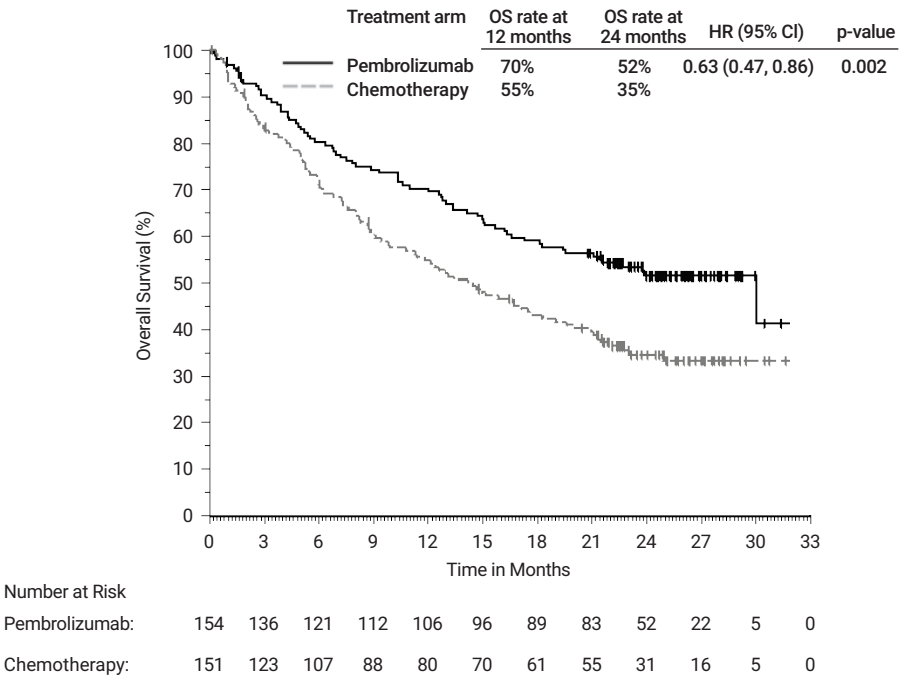 Treatment arm OS rate at 12 months OS rate at 24 months HR (95% CI) p-value
Pembrolizumab 70% 52% 0.63 (0.47, 0.86) 0.002
Chemotherapy 55% 35%
Overall Survival (%)
100
90
80
70
60
50
40
30
20
10
0
0 3 6 9 12 15 18 21 24 27 30 33
Time in Months
Number at Risk
Pembrolizumab: 154 136 121 112 106 96 89 83 52 22 5 0
Chemotherapy: 151 123 107 88 80 70 61 55 31 16 5 0